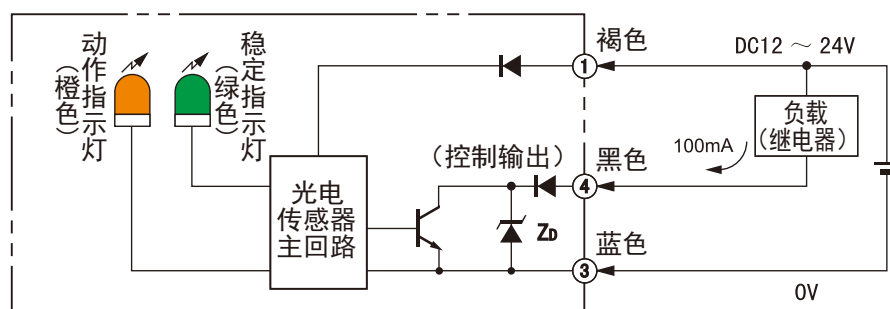 动作指示灯
（橙色）
稳定指示灯
（绿色）
褐色
①
DC12 ～ 24V
负载
（继电器）
100mA
（控制输出）
黑色
④
光电
传感器
主回路
ZD
蓝色
③
0V